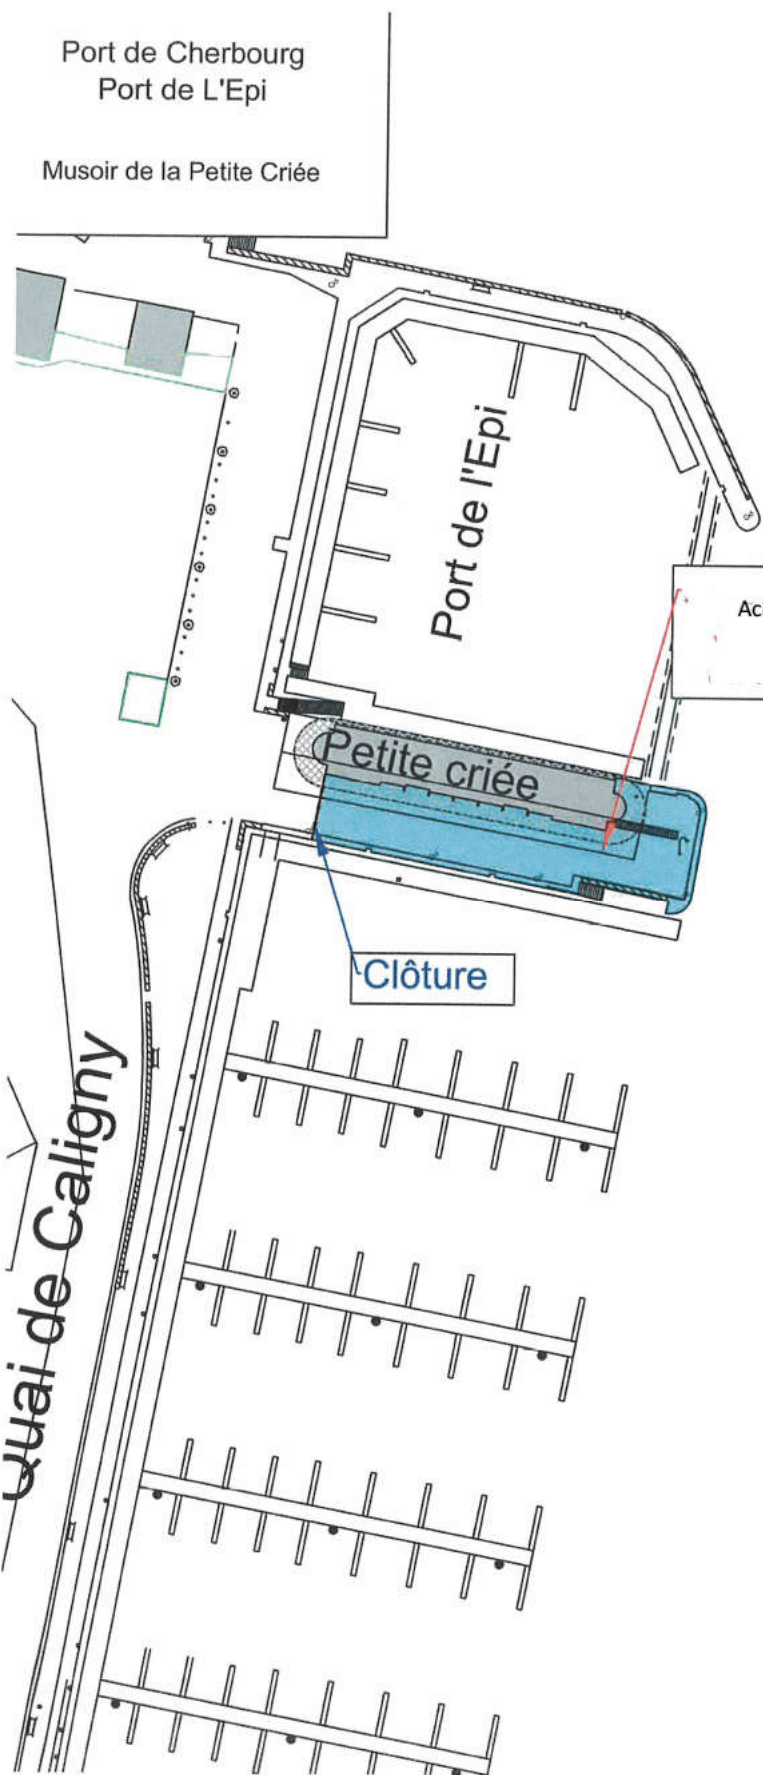 Port de Cherbourg
Port de L'Epi
Musoir de la Petite Criée
Port de l'Epi
Petite criée
Clôture
Quai de Caligny